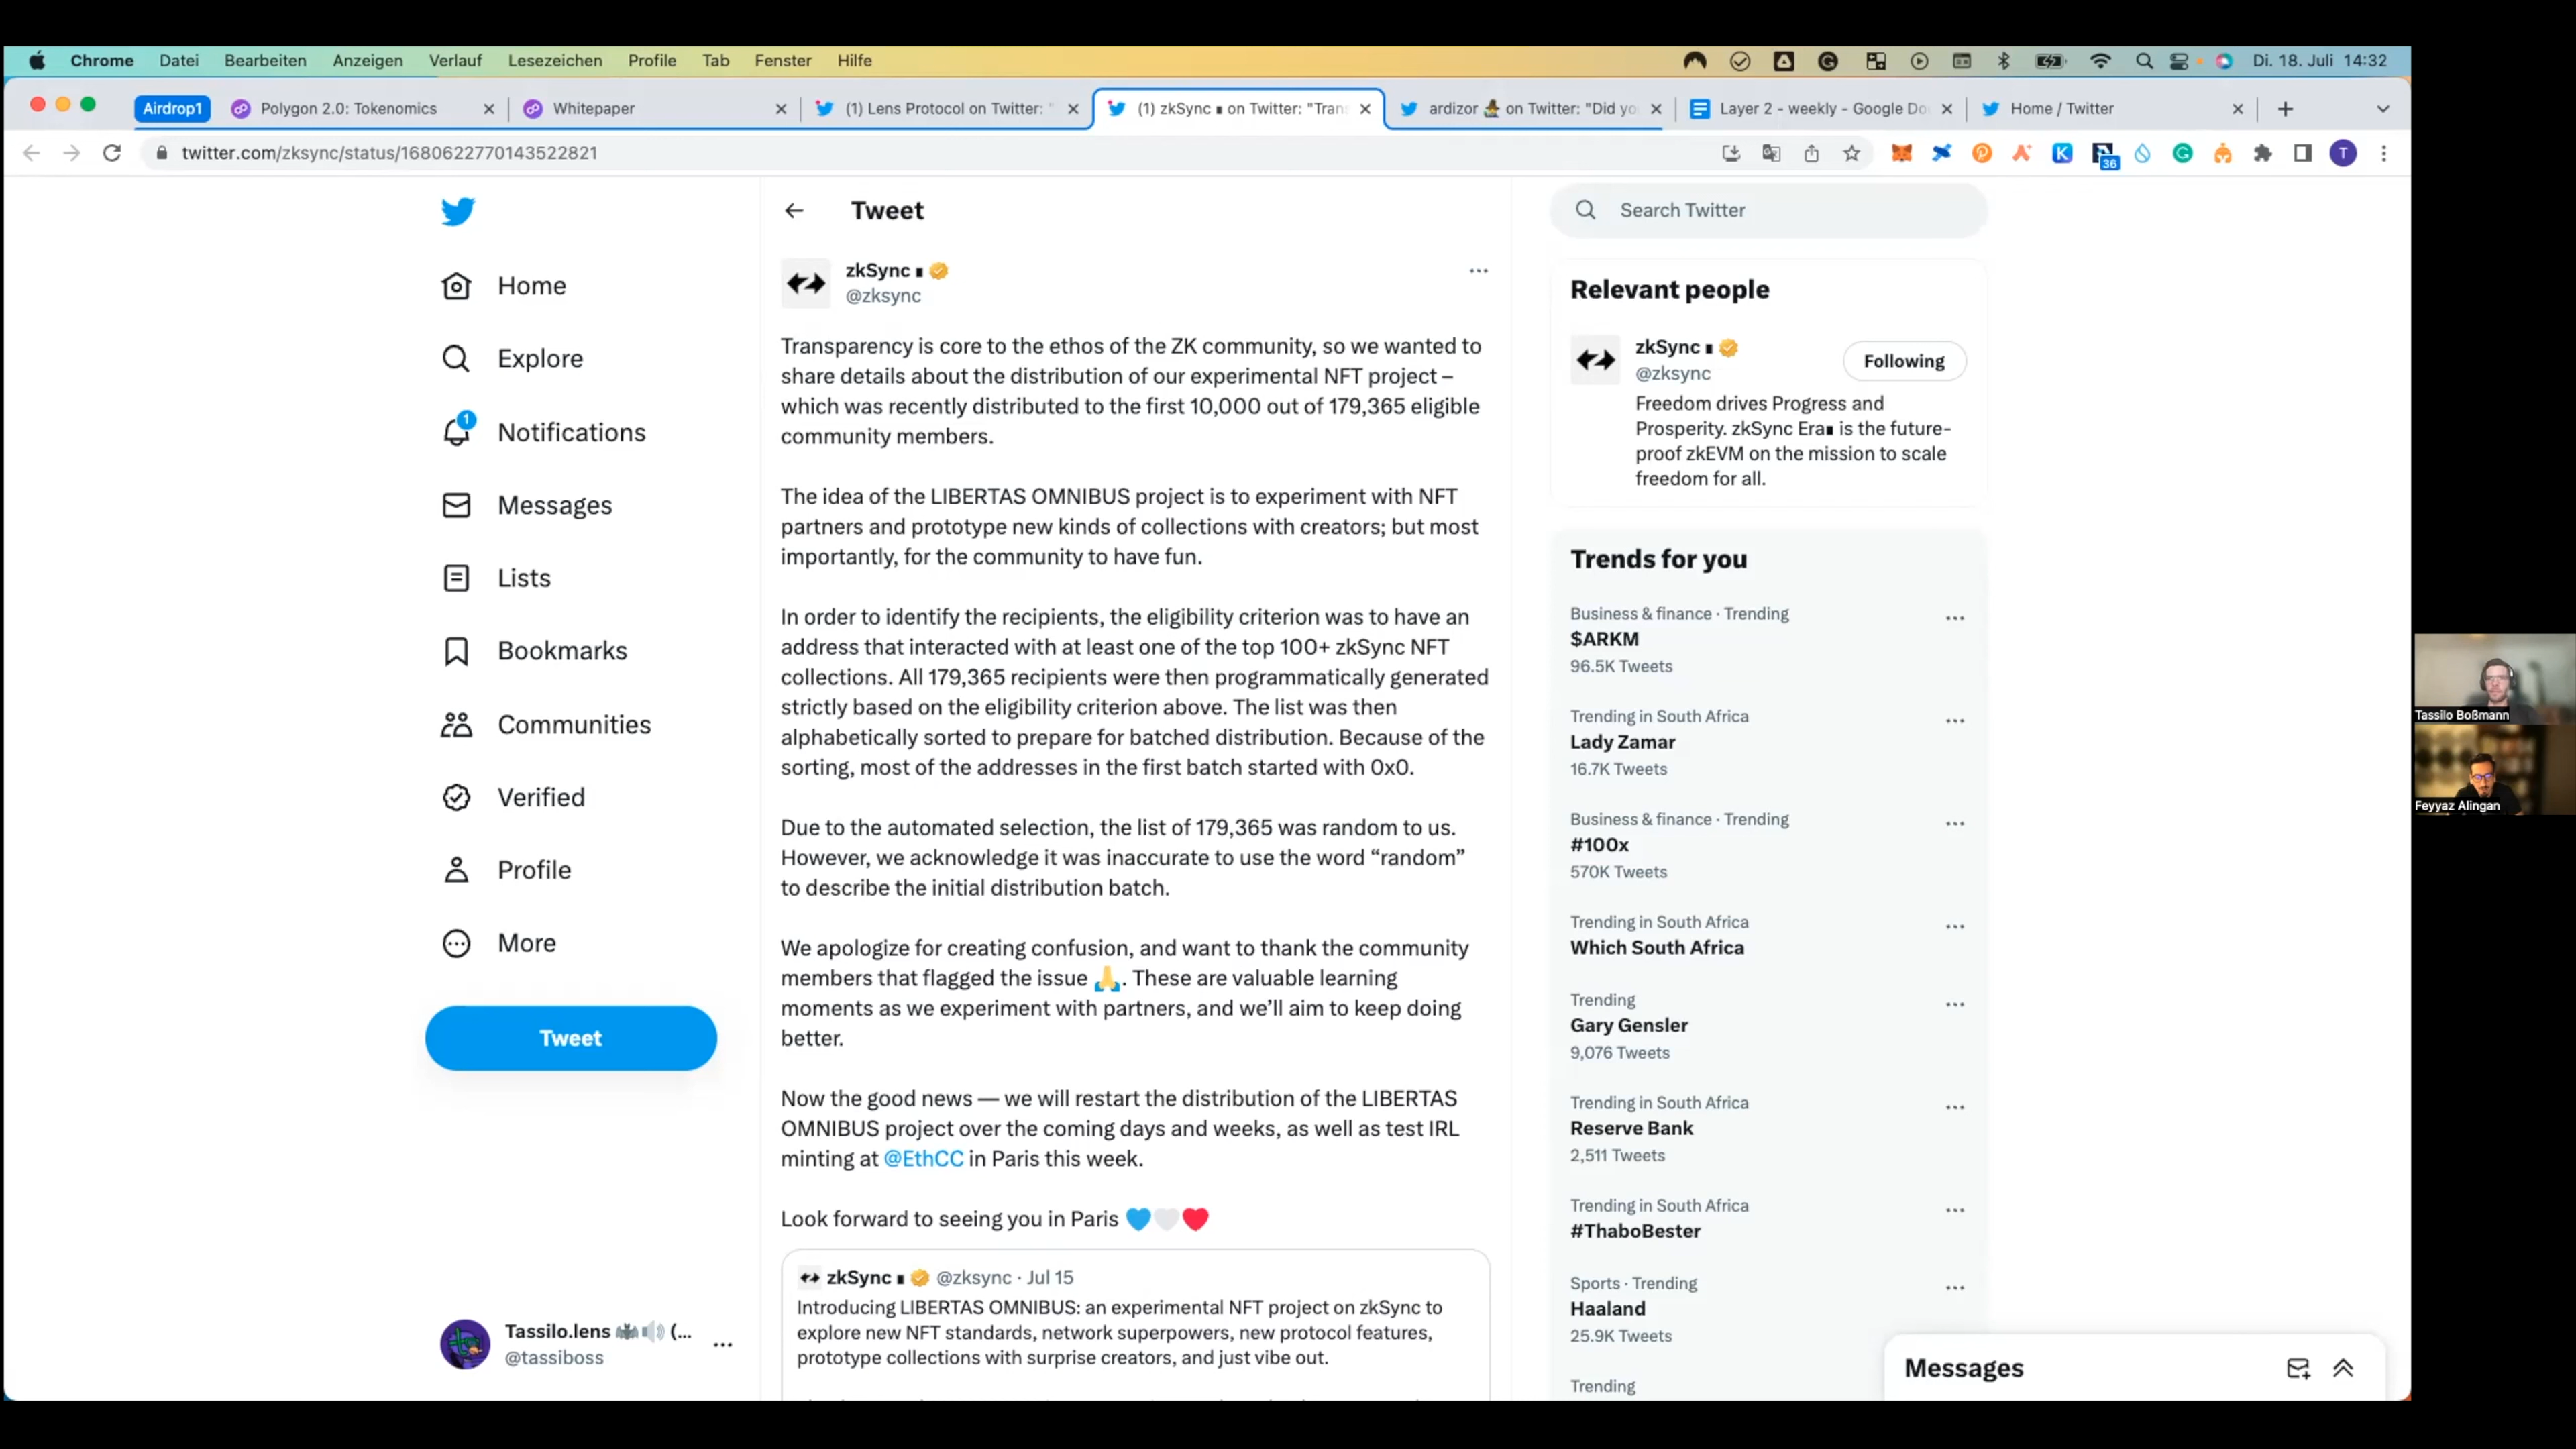 Chrome Datei Bearbeiten Anzeigen Verlauf Lesezeichen Profile Tab Fenster Hilfe Di. 18. Juli 14:32
Airdrop1 Polygon 2.0: Tokenomics Whitepaper (1) Lens Protocol on Twitter: " (1) zkSync ∎ on Twitter: "Tran ardizor on Twitter: "Did yo Layer 2 - weekly - Google Do Home / Twitter
twitter.com/zksync/status/1680622770143522821
36
T
Home
Explore
1
Notifications
Messages
Lists
Bookmarks
Communities
Verified
Profile
More
Tweet
Tassilo.lens 🦇🔊 (...
@tassiboss
Tweet
zkSync ∎
@zksync
Transparency is core to the ethos of the ZK community, so we wanted to
share details about the distribution of our experimental NFT project –
which was recently distributed to the first 10,000 out of 179,365 eligible
community members.
The idea of the LIBERTAS OMNIBUS project is to experiment with NFT
partners and prototype new kinds of collections with creators; but most
importantly, for the community to have fun.
In order to identify the recipients, the eligibility criterion was to have an
address that interacted with at least one of the top 100+ zkSync NFT
collections. All 179,365 recipients were then programmatically generated
strictly based on the eligibility criterion above. The list was then
alphabetically sorted to prepare for batched distribution. Because of the
sorting, most of the addresses in the first batch started with 0x0.
Due to the automated selection, the list of 179,365 was random to us.
However, we acknowledge it was inaccurate to use the word “random”
to describe the initial distribution batch.
We apologize for creating confusion, and want to thank the community
members that flagged the issue 🙏. These are valuable learning
moments as we experiment with partners, and we’ll aim to keep doing
better.
Now the good news — we will restart the distribution of the LIBERTAS
OMNIBUS project over the coming days and weeks, as well as test IRL
minting at @EthCC in Paris this week.
Look forward to seeing you in Paris 💙🤍❤️
zkSync ∎ @zksync · Jul 15
Introducing LIBERTAS OMNIBUS: an experimental NFT project on zkSync to
explore new NFT standards, network superpowers, new protocol features,
prototype collections with surprise creators, and just vibe out.
Search Twitter
Relevant people
zkSync ∎
@zksync
Following
Freedom drives Progress and
Prosperity. zkSync Era∎ is the future-
proof zkEVM on the mission to scale
freedom for all.
Trends for you
Business & finance · Trending
$ARKM
96.5K Tweets
Trending in South Africa
Lady Zamar
16.7K Tweets
Business & finance · Trending
#100x
570K Tweets
Trending in South Africa
Which South Africa
Trending
Gary Gensler
9,076 Tweets
Trending in South Africa
Reserve Bank
2,511 Tweets
Trending in South Africa
#ThaboBester
Sports · Trending
Haaland
25.9K Tweets
Trending
Messages
Tassilo Boßmann
Feyyaz Alingan